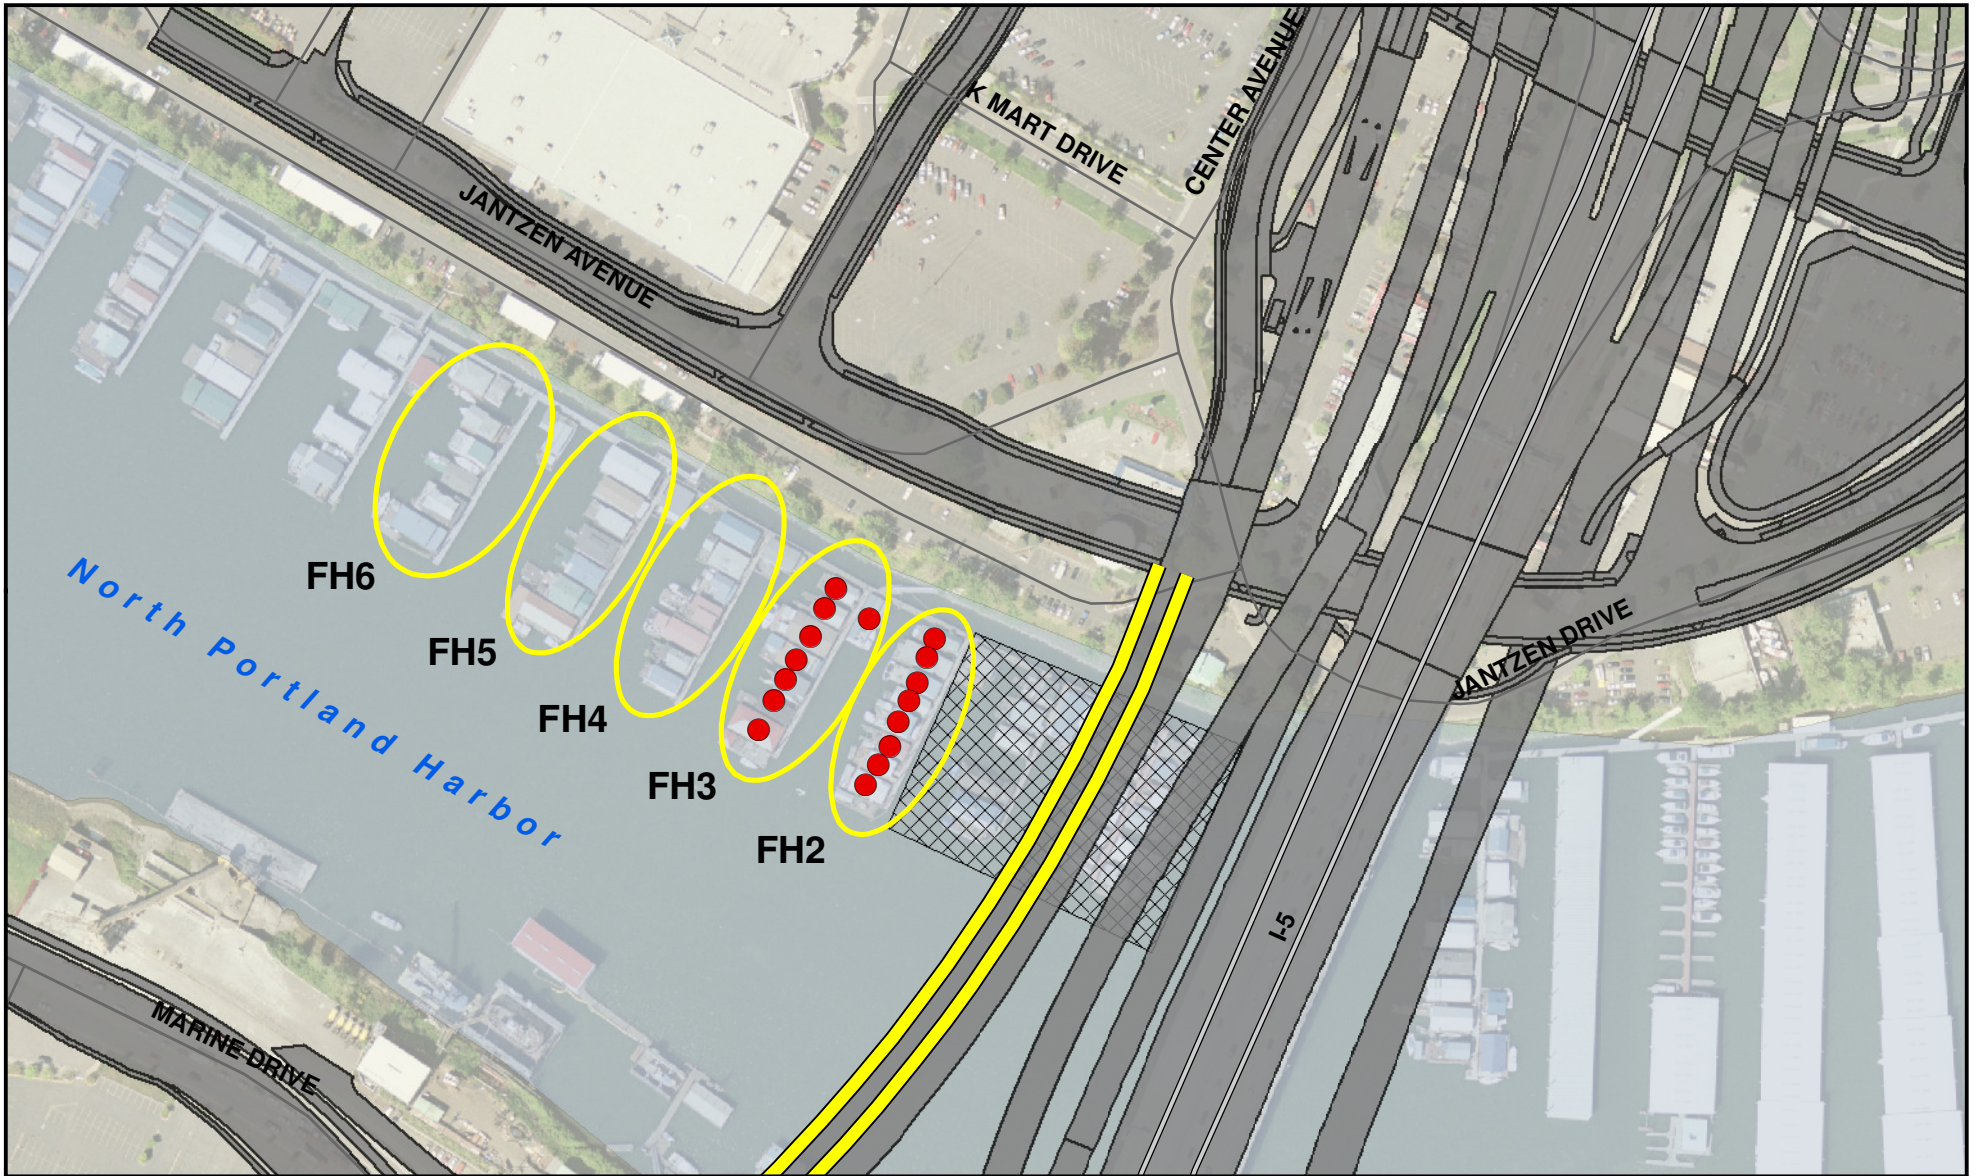 K MART DRIVE
CENTER AVENUE
JANTZEN AVENUE
FH6
North Portland Harbor
FH5
JANTZEN DRIVE
FH4
FH3
FH2
I-5
MARINE DRIVE